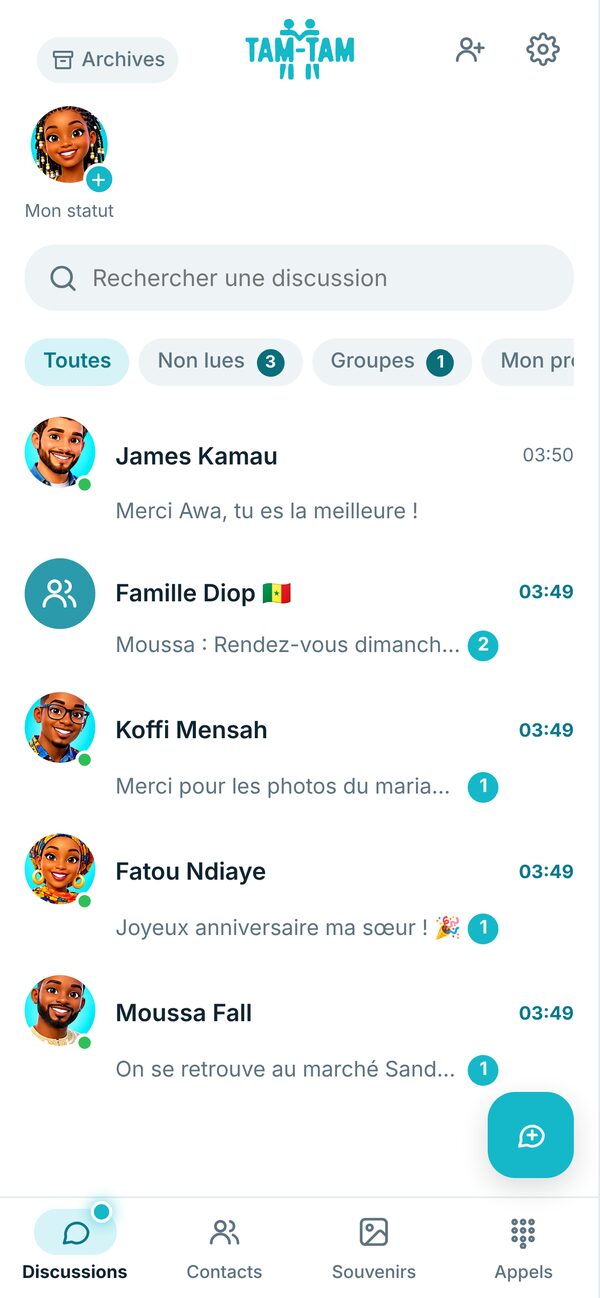 Archives
TAM-TAM
Mon statut
Rechercher une discussion
Toutes
Non lues 3
Groupes 1
Mon pr
James Kamau 03:50
Merci Awa, tu es la meilleure !
Famille Diop 🇸🇳 03:49
Moussa : Rendez-vous dimanch... 2
Koffi Mensah 03:49
Merci pour les photos du maria... 1
Fatou Ndiaye 03:49
Joyeux anniversaire ma sœur ! 🎉 1
Moussa Fall 03:49
On se retrouve au marché Sand... 1
Discussions
Contacts
Souvenirs
Appels